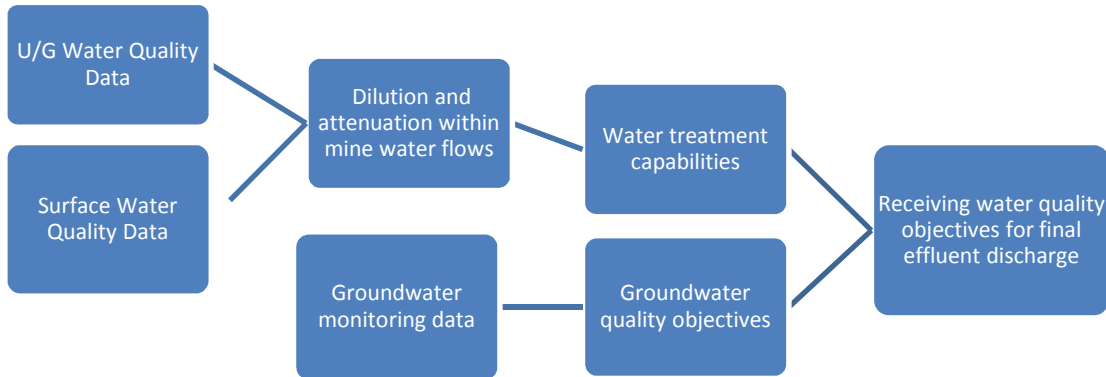 U/G Water Quality
Data
Surface Water
Quality Data
Dilution and
attenuation within
mine water flows
Groundwater
monitoring data
Water treatment
capabilities
Groundwater
quality objectives
Receiving water quality
objectives for final
effluent discharge